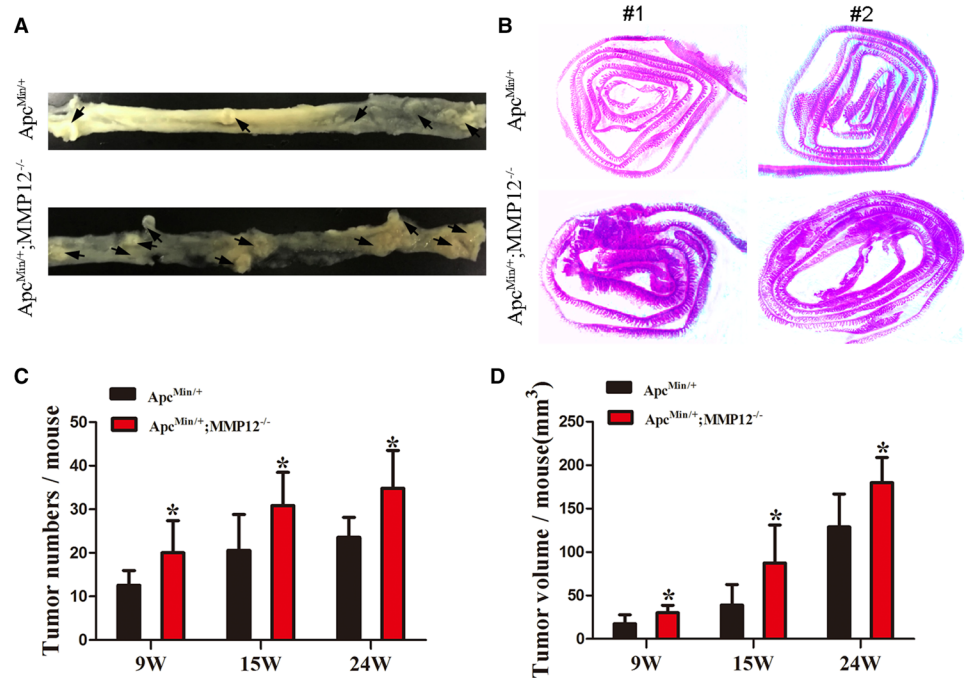 A
Apc^Min/+
Apc^Min/+;MMP12^-/-
B
#1 #2
Apc^Min/+
Apc^Min/+;MMP12^-/-
C
Apc^Min/+
Apc^Min/+;MMP12^-/-
Tumor numbers / mouse
50
40
30
20
10
0
* * *
9W 15W 24W
D
Apc^Min/+
Apc^Min/+;MMP12^-/-
Tumor volume / mouse(mm³)
250
200
150
100
50
0
* * *
9W 15W 24W